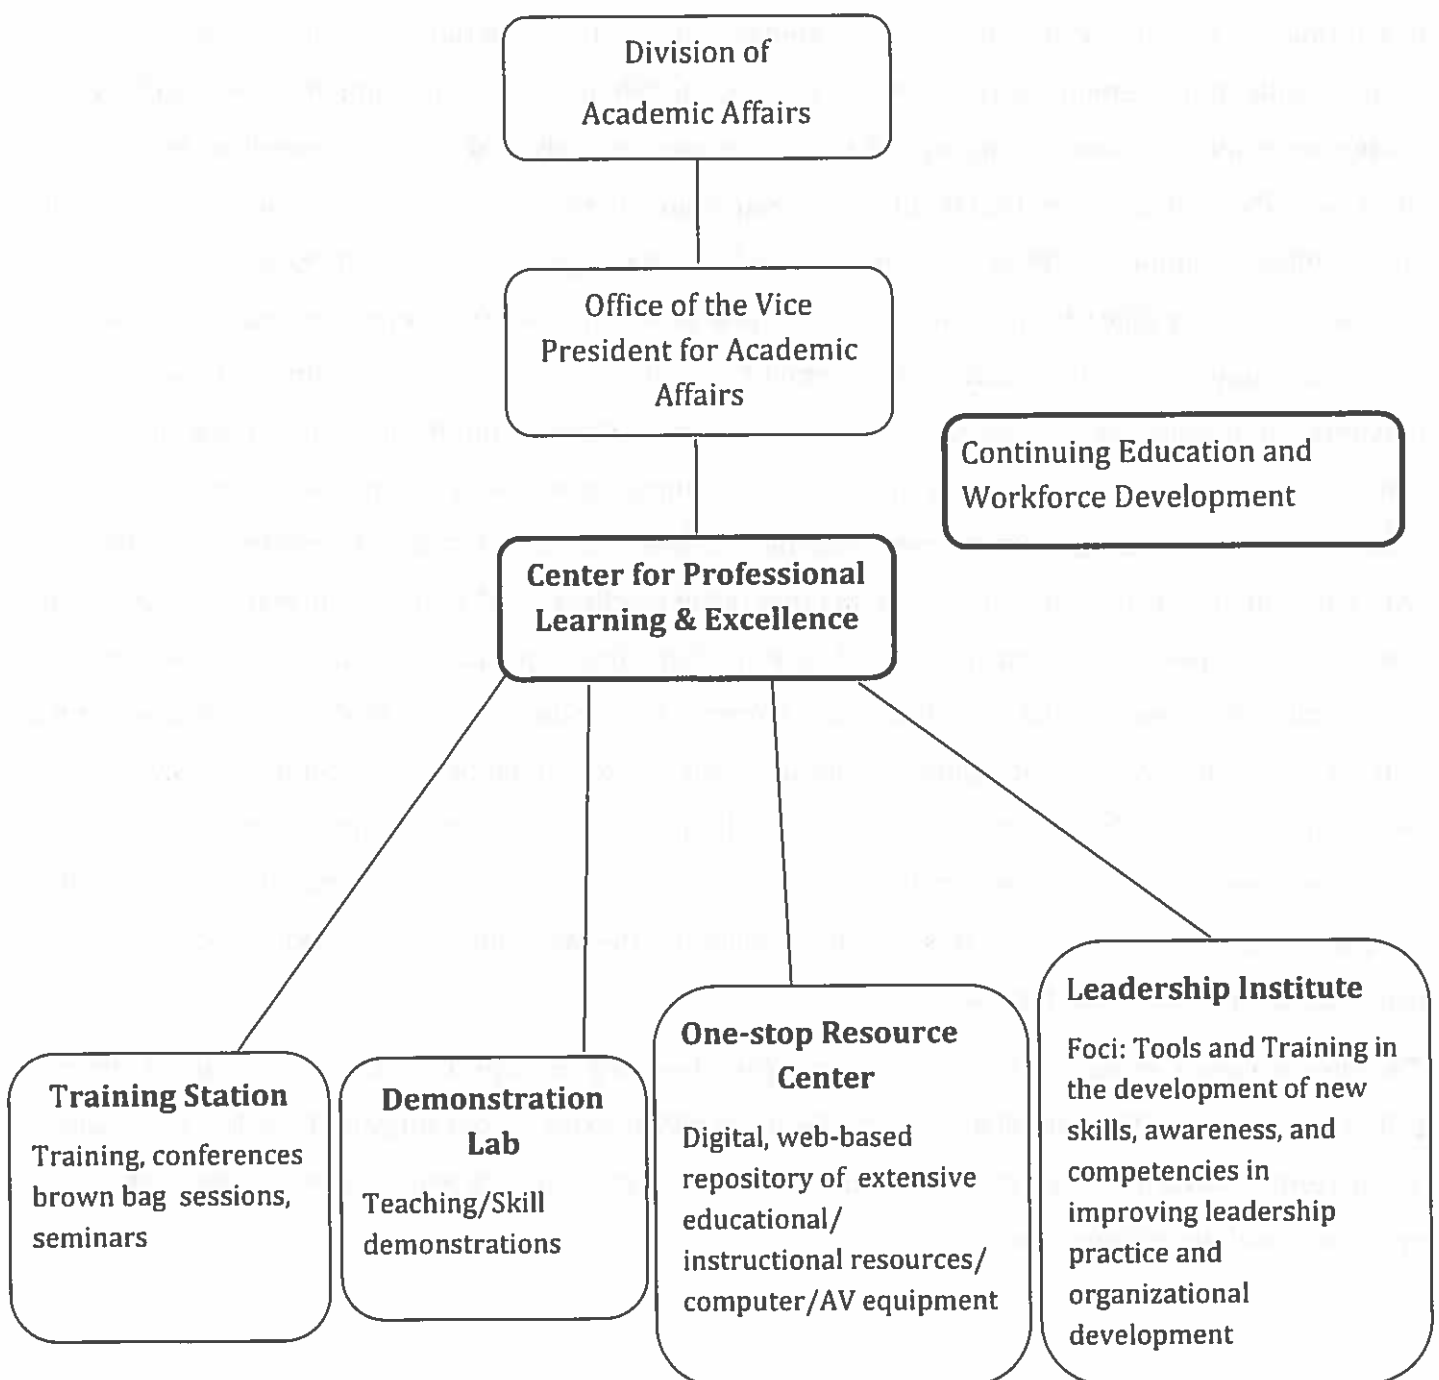 Division of
Academic Affairs
Office of the Vice
President for Academic
Affairs
Continuing Education and
Workforce Development
Center for Professional
Learning & Excellence
Training Station
Training, conferences
brown bag sessions,
seminars
Demonstration
Lab
Teaching/Skill
demonstrations
One-stop Resource
Center
Digital, web-based
repository of extensive
educational/
instructional resources/
computer/AV equipment
Leadership Institute
Foci: Tools and Training in
the development of new
skills, awareness, and
competencies in
improving leadership
practice and
organizational
development